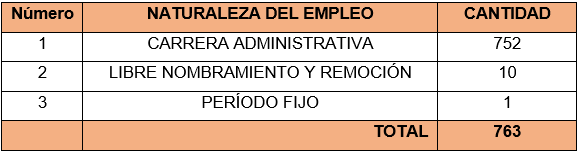 Número NATURALEZA DEL EMPLEO CANTIDAD
1 CARRERA ADMINISTRATIVA 752
2 LIBRE NOMBRAMIENTO Y REMOCIÓN 10
3 PERÍODO FIJO 1
TOTAL 763